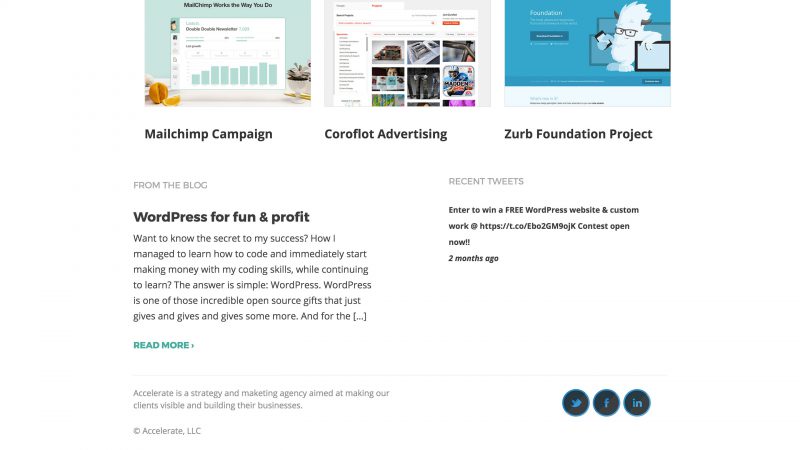 MailChimp Works the Way You Do
Double Doubble Newsletter 7,023
Foundation
Mailchimp Campaign
Coroflot Advertising
Zurb Foundation Project
FROM THE BLOG
WordPress for fun & profit
Want to know the secret to my success? How I
managed to learn how to code and immediately start
making money with my coding skills, while continuing
to learn? The answer is simple: WordPress. WordPress
is one of those incredible open source gifts that just
gives and gives and gives some more. And for the […]
READ MORE ›
RECENT TWEETS
Enter to win a FREE WordPress website & custom
work @ https://t.co/Ebo2GM9ojK Contest open
now!!
2 months ago
Accelerate is a strategy and maketing agency aimed at making our
clients visible and building their businesses.
© Accelerate, LLC